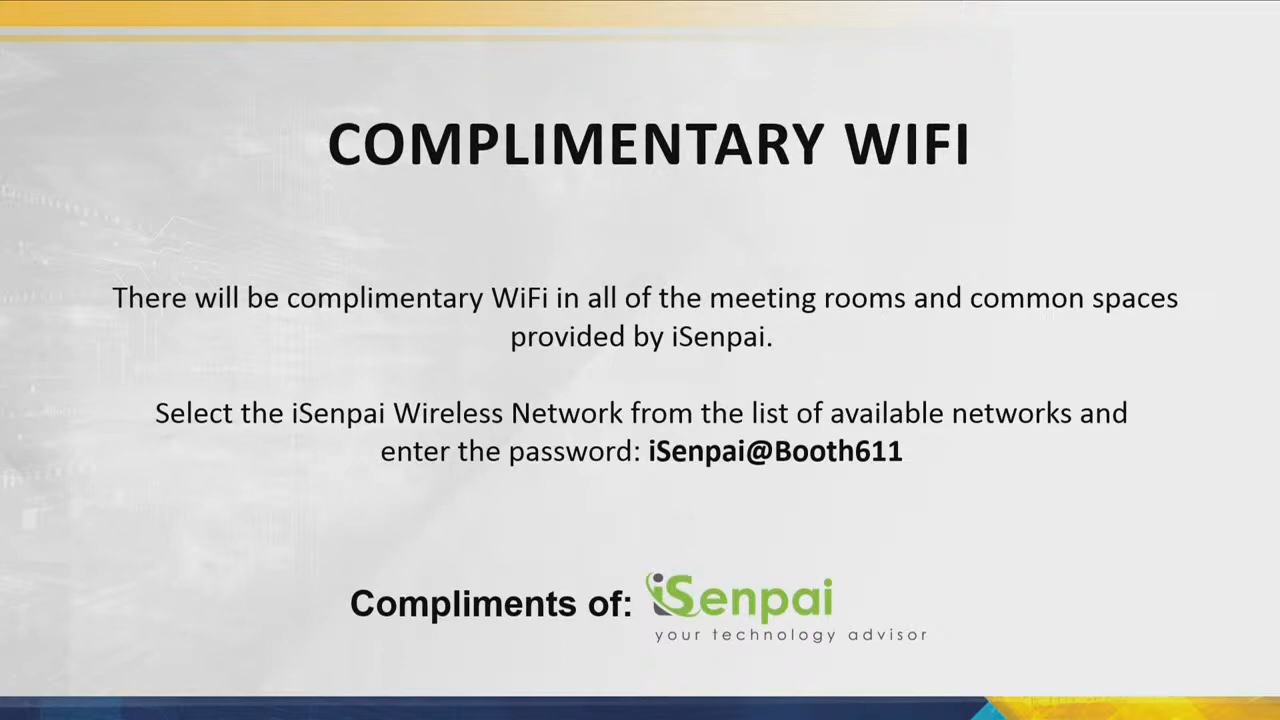 COMPLIMENTARY WIFI
There will be complimentary WiFi in all of the meeting rooms and common spaces
provided by iSenpai.
Select the iSenpai Wireless Network from the list of available networks and
enter the password: iSenpai@Booth611
Compliments of: iSenpai
your technology advisor